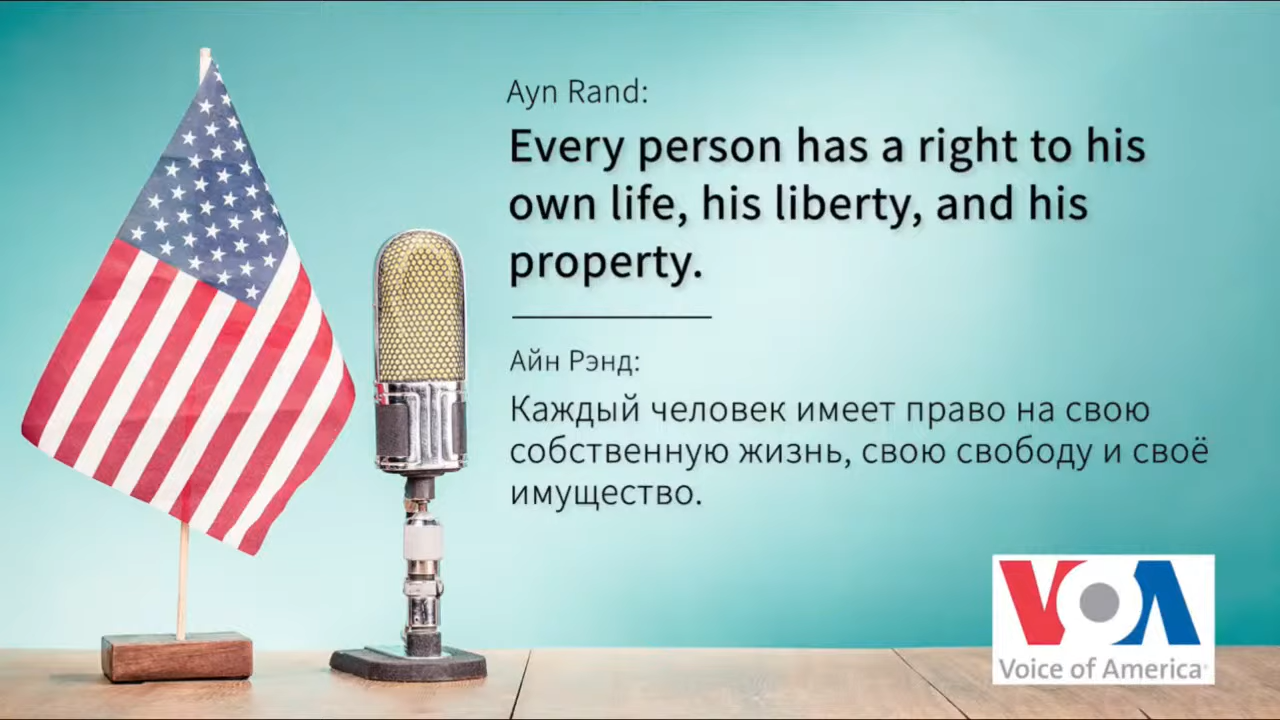 Ayn Rand:
Every person has a right to his
own life, his liberty, and his
property.
Айн Рэнд:
Каждый человек имеет право на свою
собственную жизнь, свою свободу и своё
имущество.
VOA
Voice of America